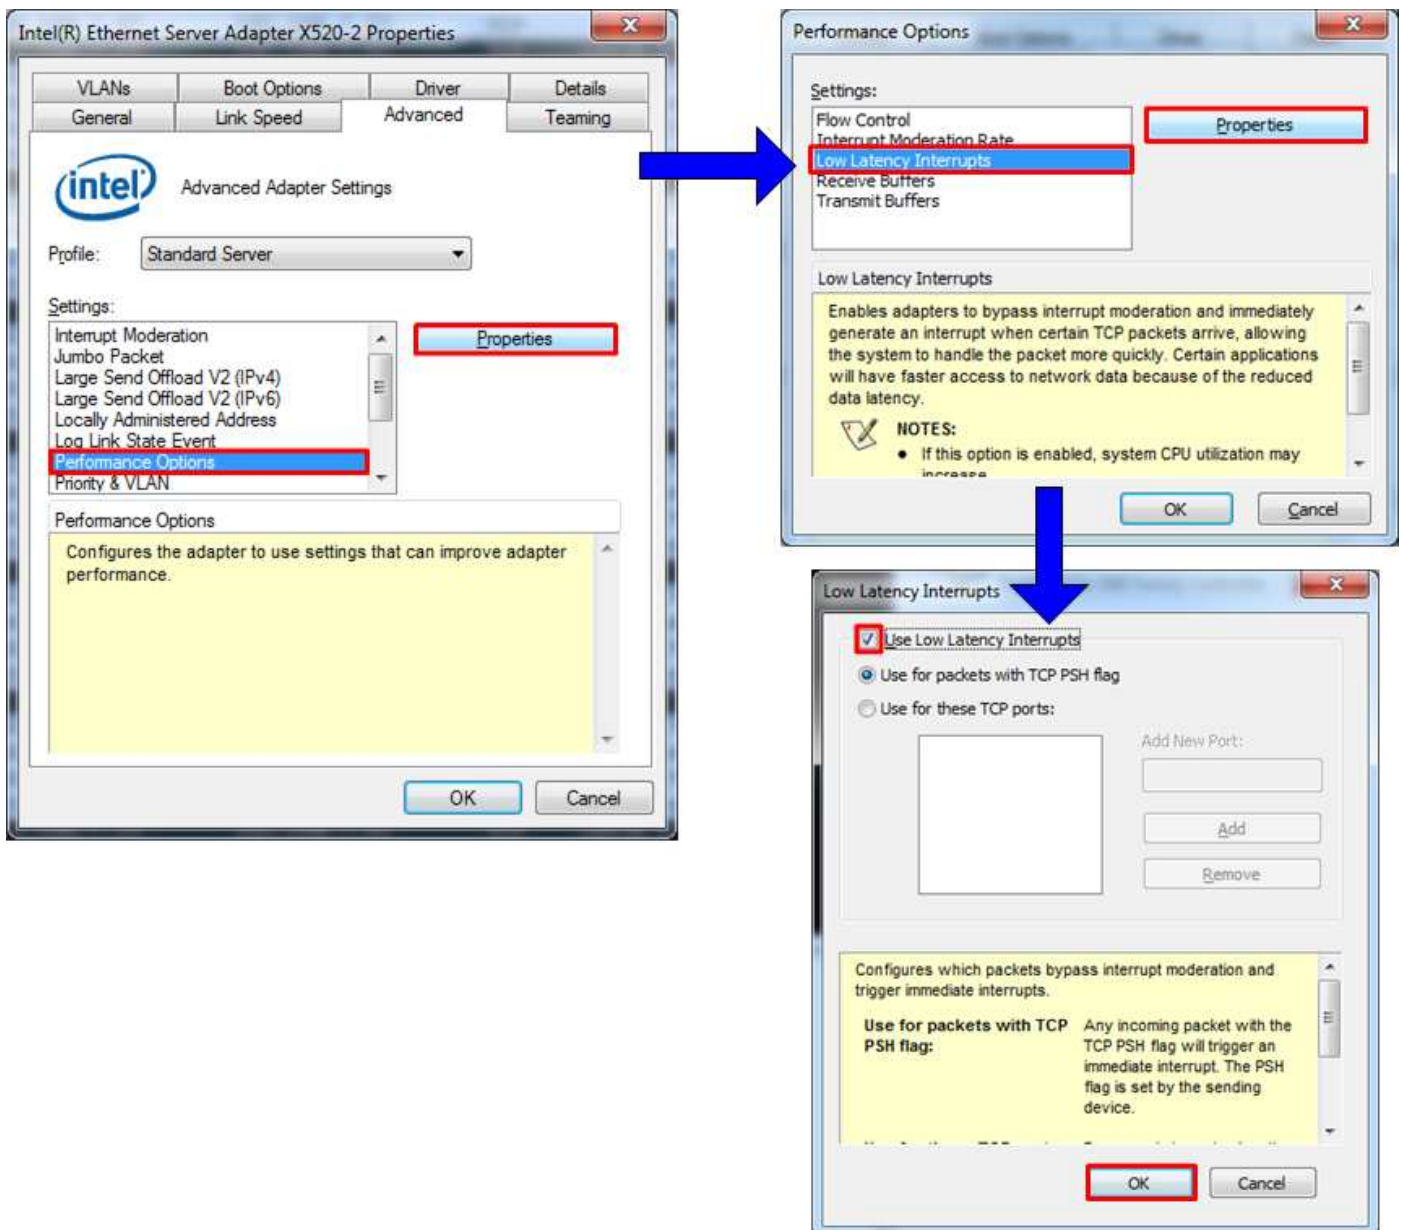 Intel(R) Ethernet Server Adapter X520-2 Properties
VLANs Boot Options Driver Details
General Link Speed Advanced Teaming
intel
Advanced Adapter Settings
Profile: Standard Server
Settings:
Interrupt Moderation
Jumbo Packet
Large Send Offload V2 (IPv4)
Large Send Offload V2 (IPv6)
Locally Administered Address
Log Link State Event
Performance Options
Priority & VLAN
Properties
Performance Options
Configures the adapter to use settings that can improve adapter
performance.
OK Cancel
Performance Options
Settings:
Flow Control
Interrupt Moderation Rate
Low Latency Interrupts
Receive Buffers
Transmit Buffers
Properties
Low Latency Interrupts
Enables adapters to bypass interrupt moderation and immediately
generate an interrupt when certain TCP packets arrive, allowing
the system to handle the packet more quickly. Certain applications
will have faster access to network data because of the reduced
data latency.
NOTES:
• If this option is enabled, system CPU utilization may
increase
OK Cancel
Low Latency Interrupts
Use Low Latency Interrupts
Use for packets with TCP PSH flag
Use for these TCP ports:
Add New Port:
Add
Remove
Configures which packets bypass interrupt moderation and
trigger immediate interrupts.
Use for packets with TCP
PSH flag:
Any incoming packet with the
TCP PSH flag will trigger an
immediate interrupt. The PSH
flag is set by the sending
device.
OK Cancel